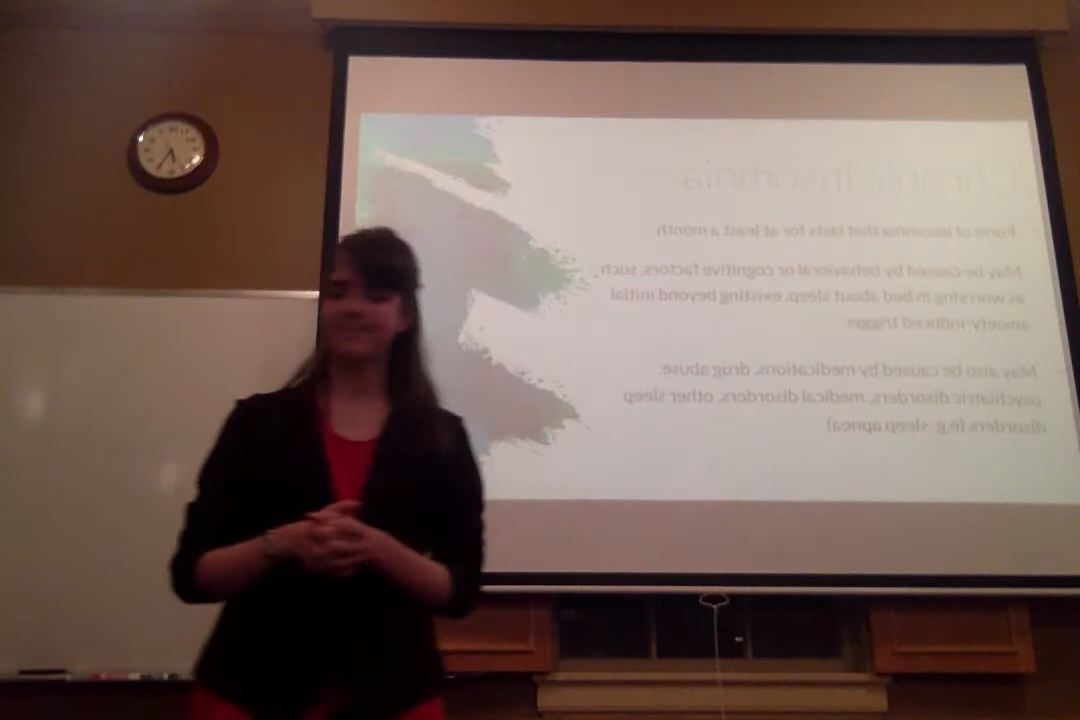 Chronic Insomnia
Form of insomnia that lasts for at least a month
May be caused by behavioral or cognitive factors, such
as worrying in bed about sleep, existing beyond initial
anxiety-induced trigger
May also be caused by medications, drug abuse,
psychiatric disorders, medical disorders, other sleep
disorders (e.g. sleep apnea)